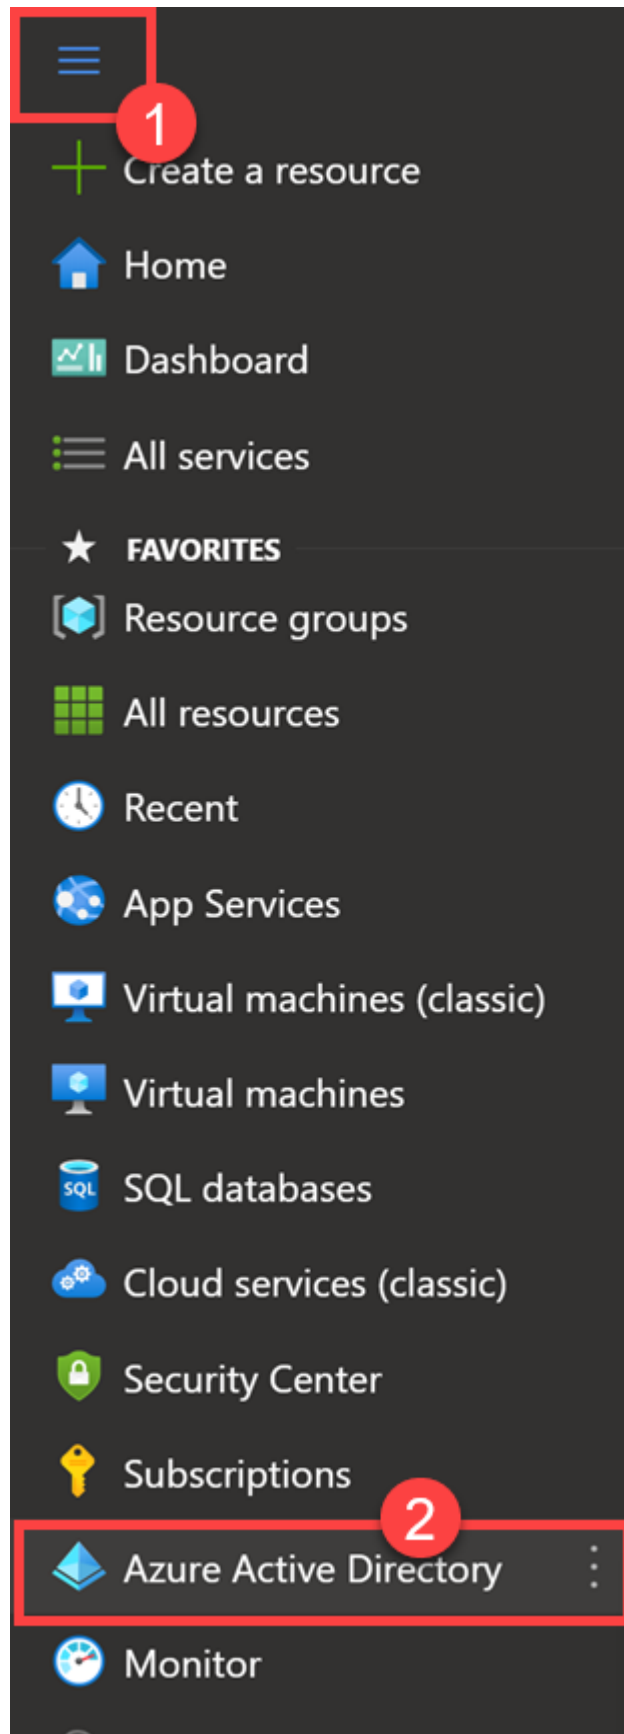 1
Create a resource
Home
Dashboard
All services
FAVORITES
Resource groups
All resources
Recent
App Services
Virtual machines (classic)
Virtual machines
SQL
SQL databases
Cloud services (classic)
Security Center
Subscriptions
2
Azure Active Directory
Monitor